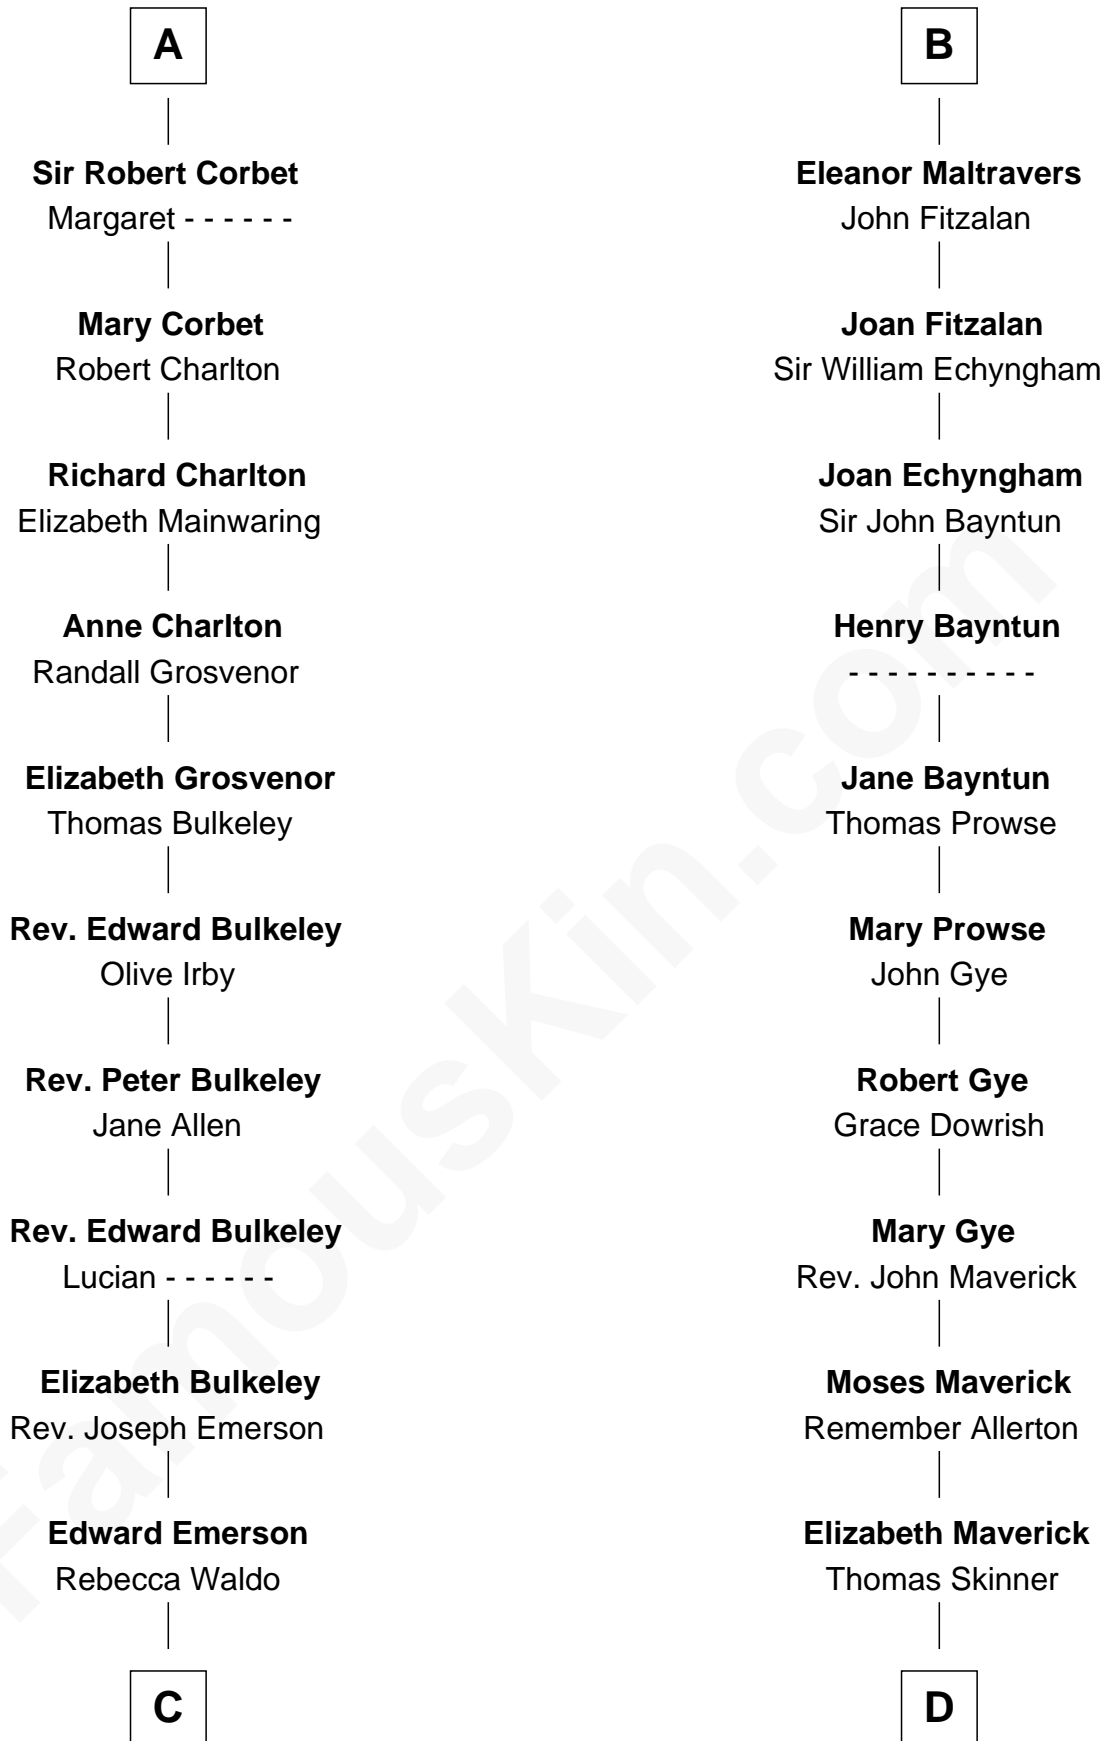 A
Sir Robert Corbet
Margaret - - - - - -
Mary Corbet
Robert Charlton
Richard Charlton
Elizabeth Mainwaring
Anne Charlton
Randall Grosvenor
Elizabeth Grosvenor
Thomas Bulkeley
Rev. Edward Bulkeley
Olive Irby
Rev. Peter Bulkeley
Jane Allen
Rev. Edward Bulkeley
Lucian - - - - - -
Elizabeth Bulkeley
Rev. Joseph Emerson
Edward Emerson
Rebecca Waldo
C
B
Eleanor Maltravers
John Fitzalan
Joan Fitzalan
Sir William Echyngham
Joan Echyngham
Sir John Bayntun
Henry Bayntun
- - - - - - - - - -
Jane Bayntun
Thomas Prowse
Mary Prowse
John Gye
Robert Gye
Grace Dowrish
Mary Gye
Rev. John Maverick
Moses Maverick
Remember Allerton
Elizabeth Maverick
Thomas Skinner
D
FamousKin.com